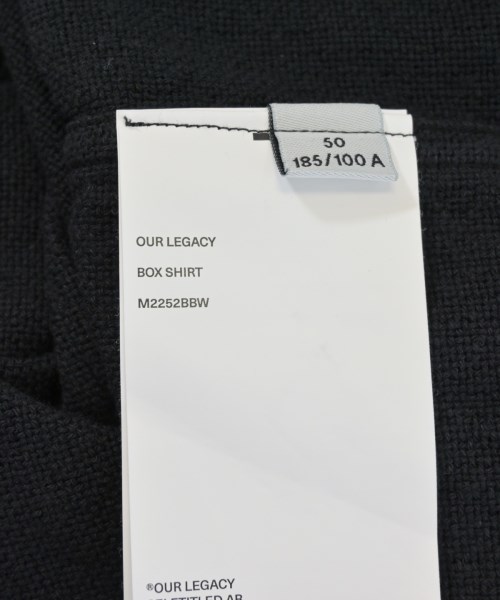 50
185/100 A
OUR LEGACY
BOX SHIRT
M2252BBW
®OUR LEGACY